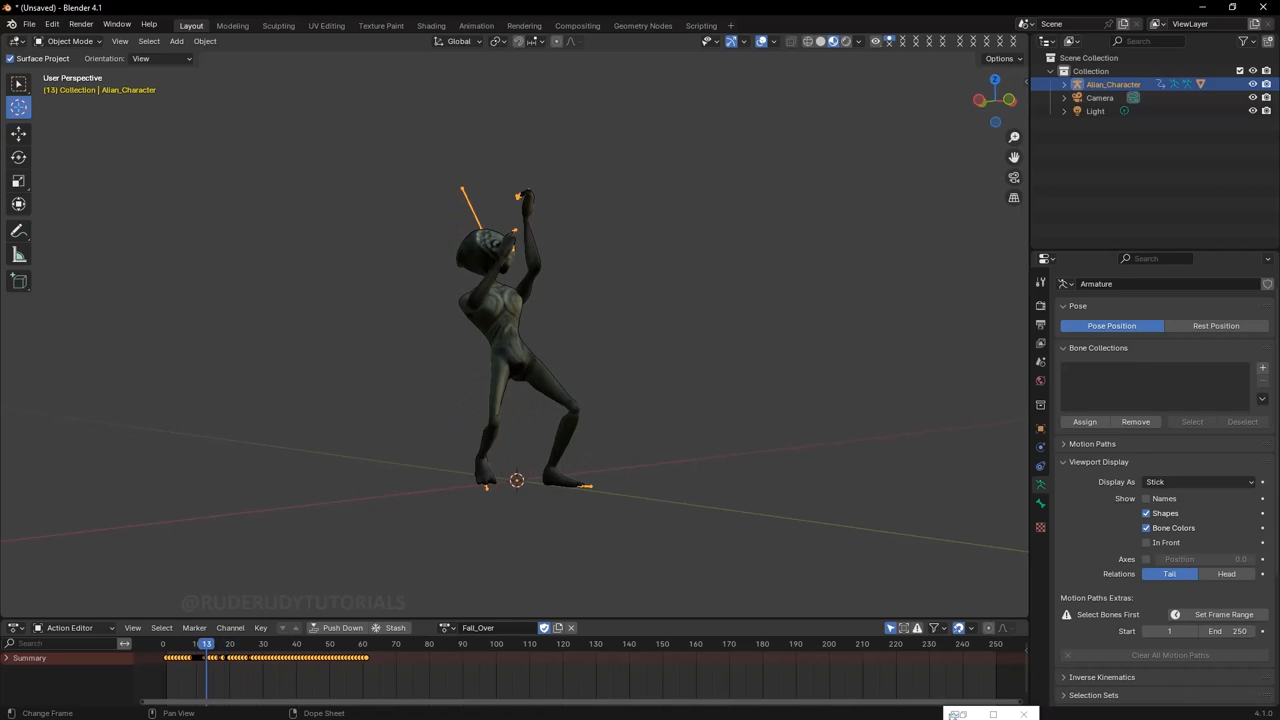 * (Unsaved) - Blender 4.1
File Edit Render Window Help Layout Modeling Sculpting UV Editing Texture Paint Shading Animation Rendering Compositing Geometry Nodes Scripting + Scene ViewLayer
Object Mode View Select Add Object Global Search
Surface Project Orientation: View Options Scene Collection
User Perspective Collection
(13) Collection | Alian_Character Alian_Character
Z Camera
Light
Search
Armature
Pose
Pose Position Rest Position
Bone Collections
Assign Remove Select Deselect
Motion Paths
Viewport Display
Display As Stick
Show Names
Shapes
Bone Colors
In Front
Axes Position 0.0
Relations Tail Head
Motion Paths Extras:
Select Bones First Set Frame Range
Start 1 End 250
Clear All Motion Paths
Inverse Kinematics
Selection Sets
@RUDERUDYTUTORIALS
Action Editor View Select Marker Channel Key Push Down Stash Fall_Over
Search 0 10 13 20 30 40 50 60 70 80 90 100 110 120 130 140 150 160 170 180 190 200 210 220 230 240 250
Summary
Change Frame Pan View Dope Sheet 4.1.0